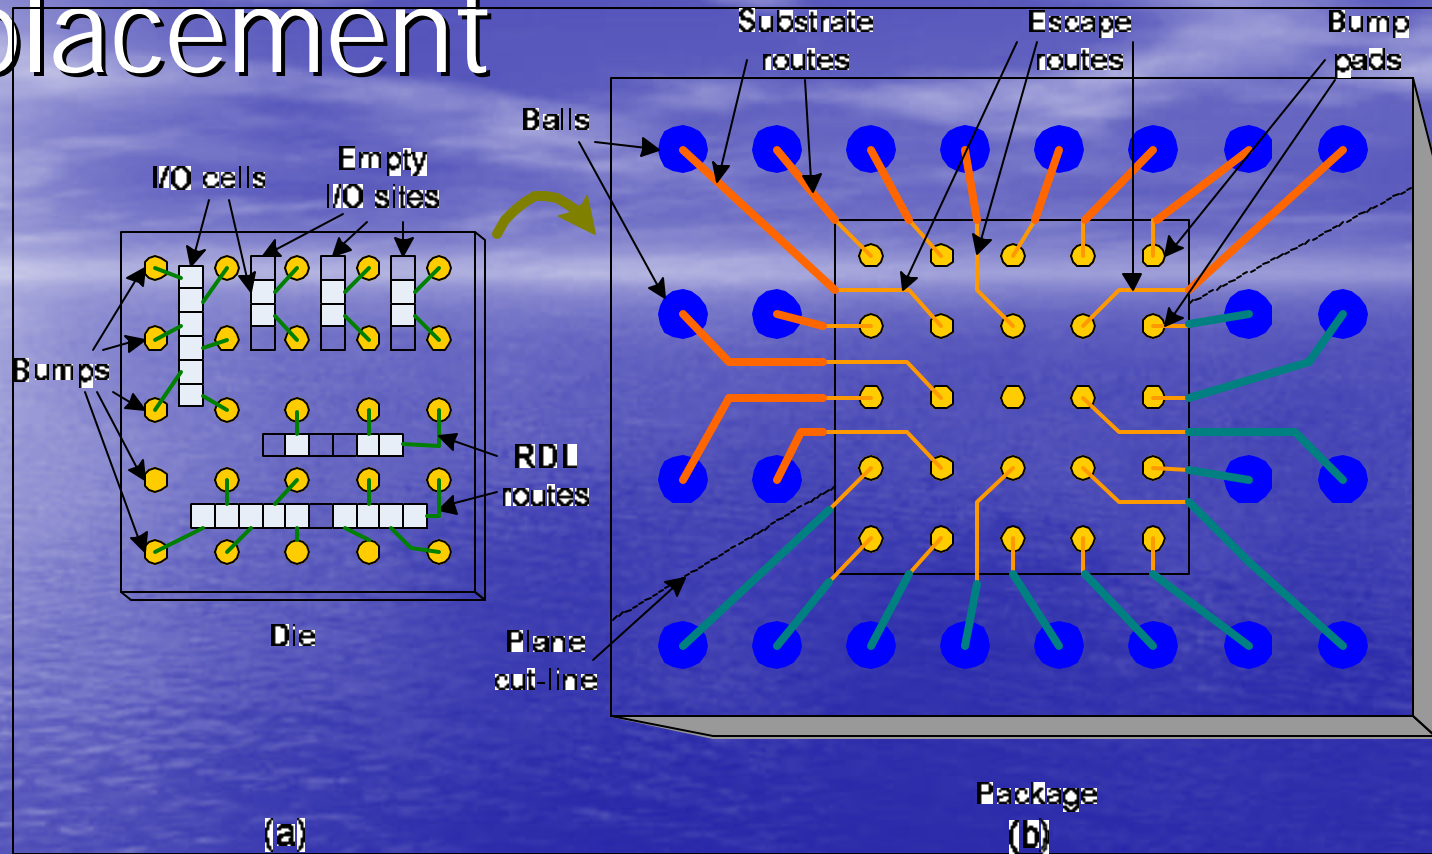 placement
Substrate
routes
Escape
routes
Bump
pads
Balls
Empty
I/O sites
I/O cells
Bumps
RDL
routes
Die
Plane
cut-line
Package
(a)
(b)